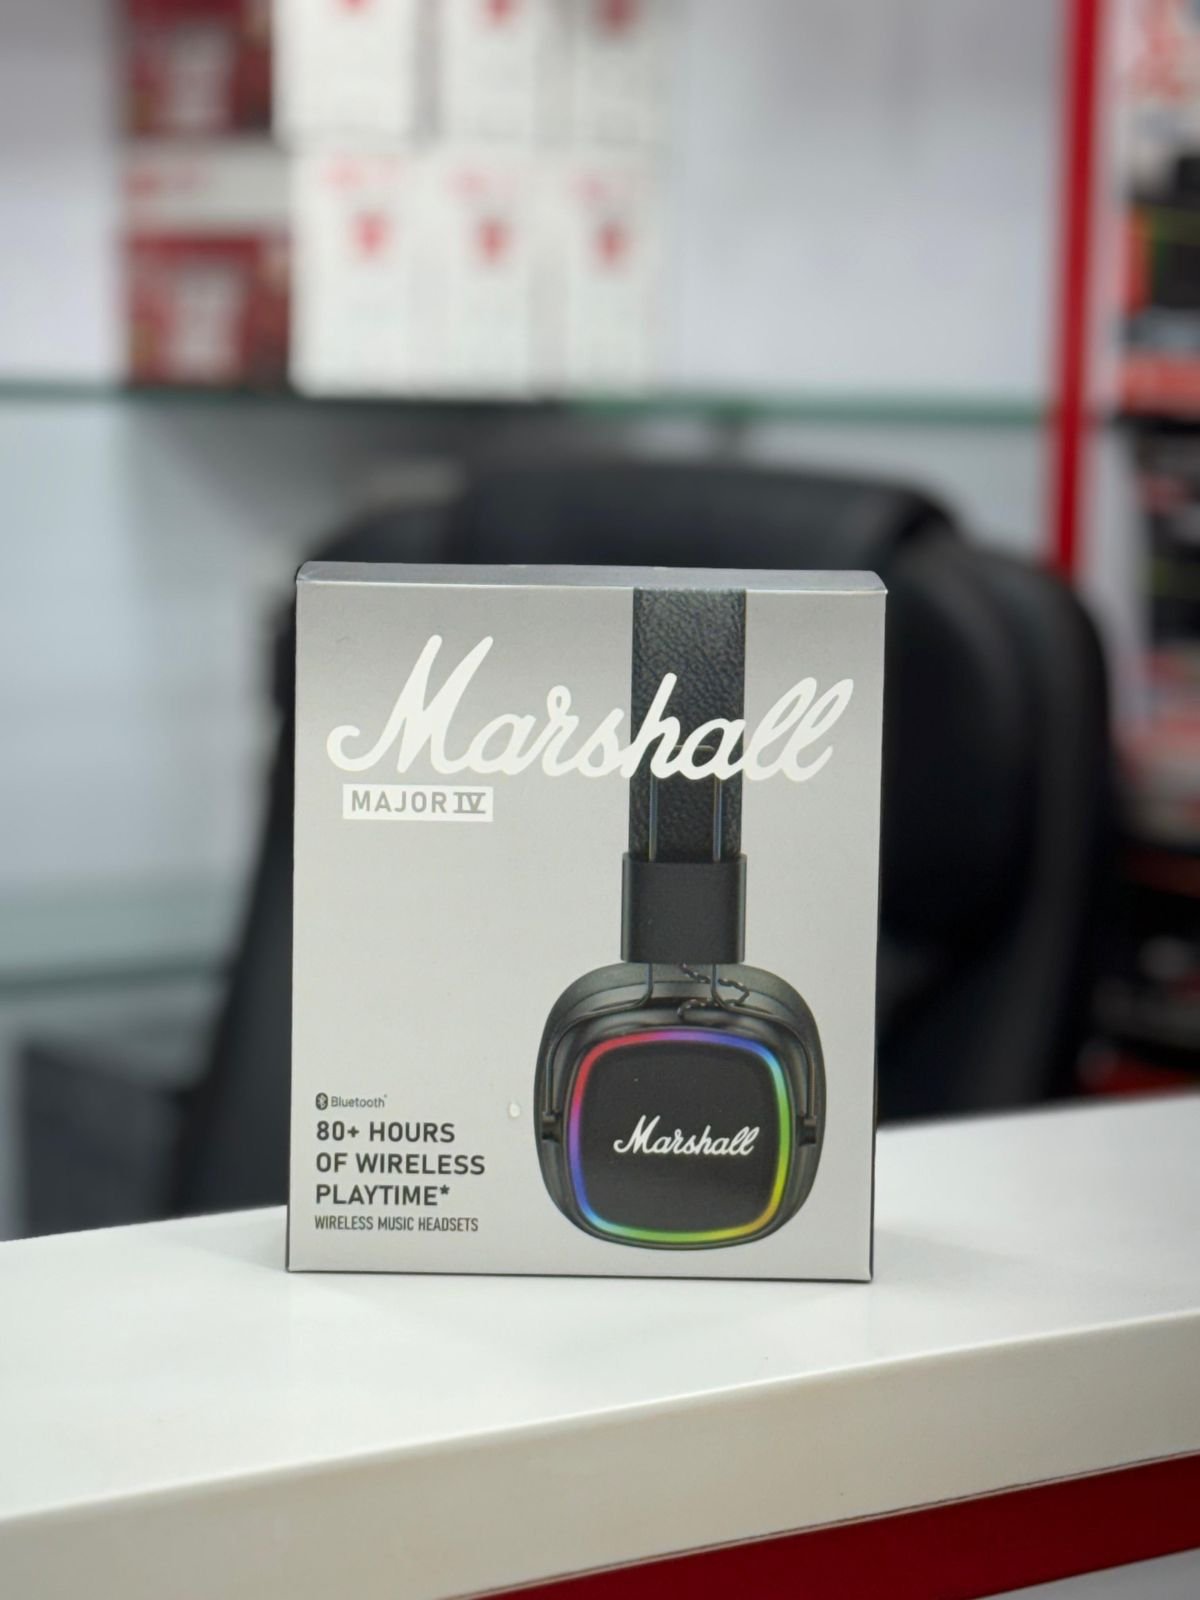 Marshall
MAJOR IV
Bluetooth®
80+ HOURS
OF WIRELESS
PLAYTIME*
WIRELESS MUSIC HEADSETS
Marshall